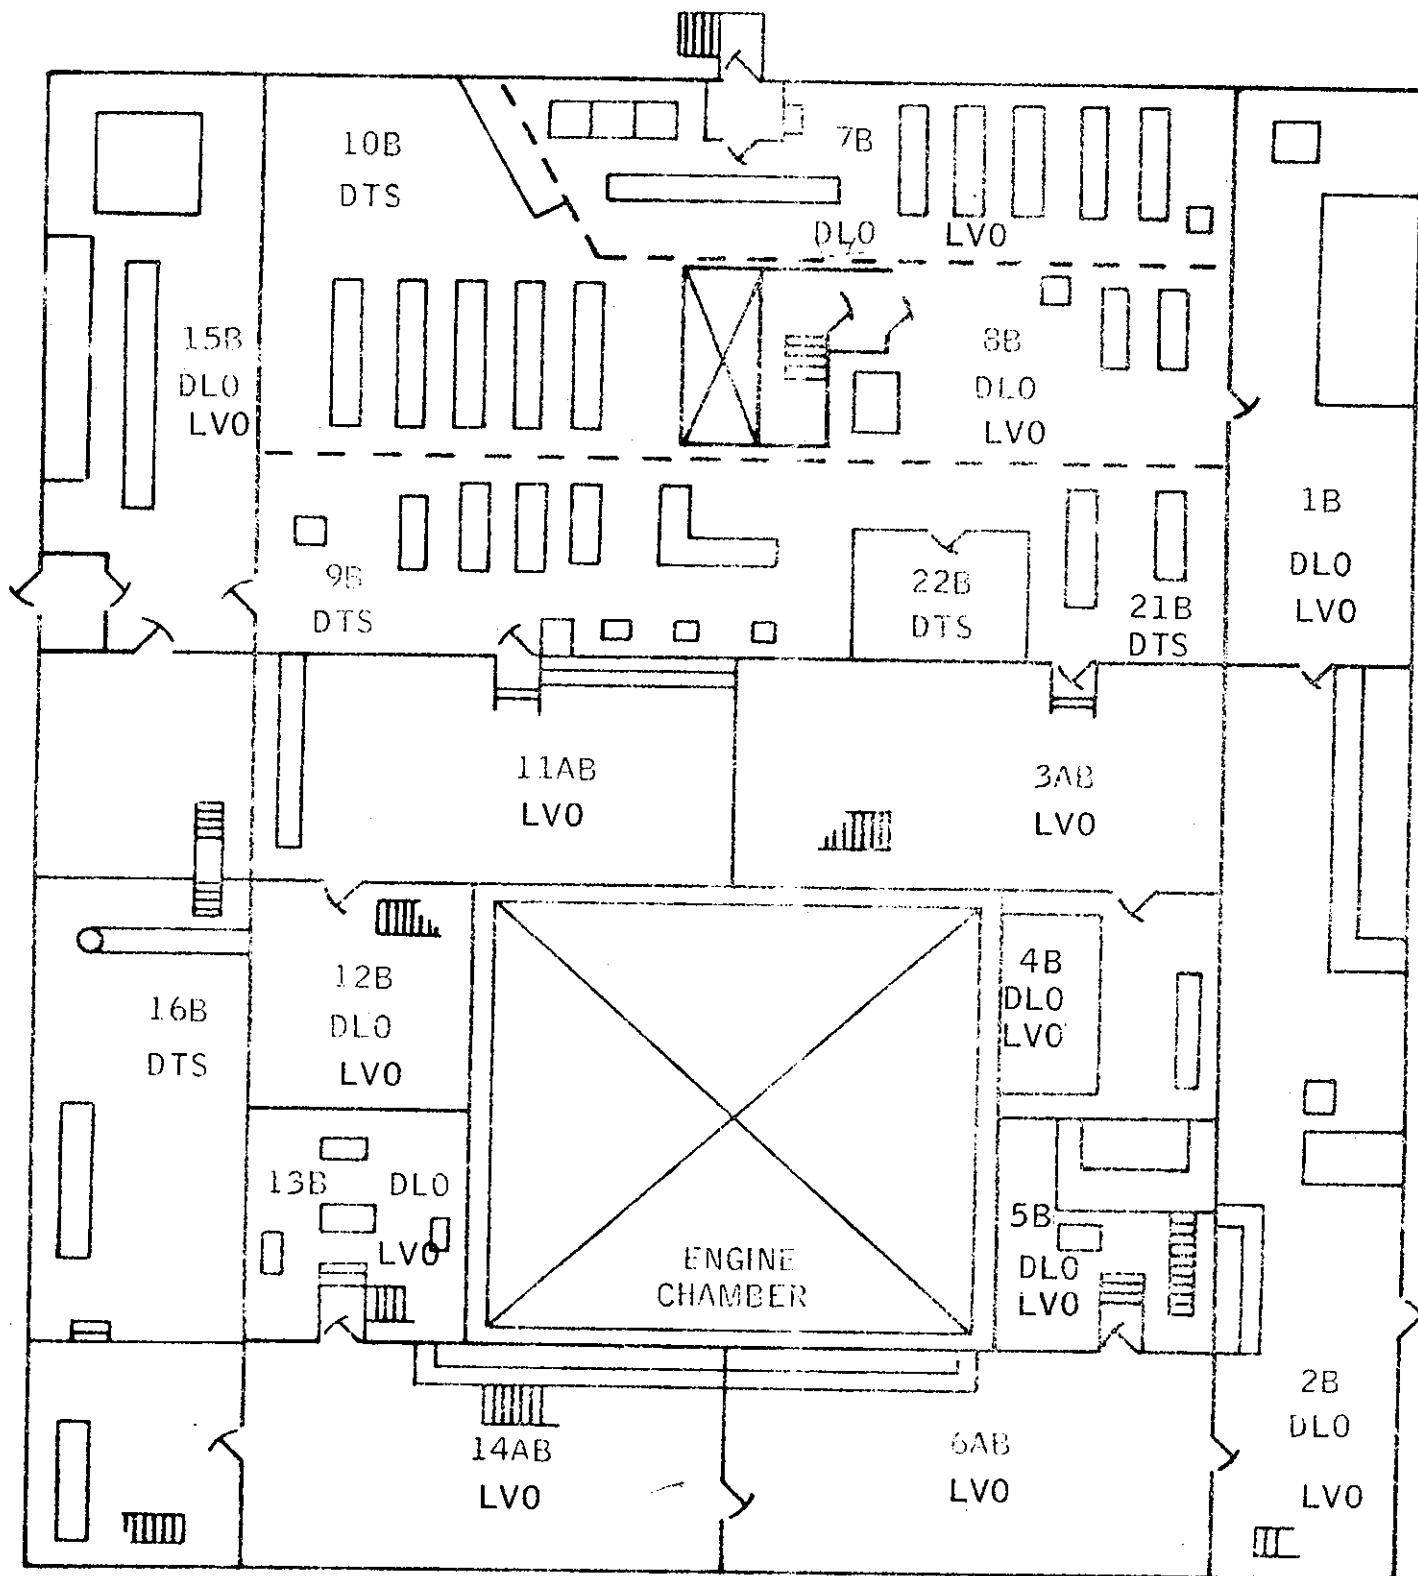 10B
DTS
7B
DLO LVO
15B
DLO
LVO
8B
DLO
LVO
1B
DLO
LVO
9B
DTS
22B
DTS
21B
DTS
11AB
LVO
3AB
LVO
12B
DLO
LVO
4B
DLO
LVO
16B
DTS
13B DLO
LVO
5B
DLO
LVO
ENGINE
CHAMBER
2B
DLO
LVO
14AB
LVO
6AB
LVO